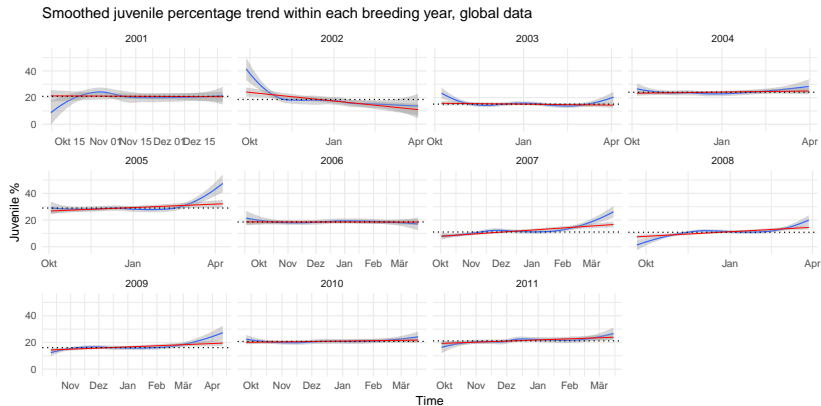 Smoothed juvenile percentage trend within each breeding year, global data
2001 2002 2003 2004
40
20
0
Okt 15 Nov 01 Nov 15 Dez 01 Dez 15 Okt Jan Apr Okt Jan Apr Okt Jan Apr
2005 2006 2007 2008
Juvenile %
40
20
0
Okt Jan Okt Nov Dez Jan Feb Mär Okt Nov Dez Jan Feb Mär Okt Jan Apr
2009 2010 2011
40
20
0
Nov Dez Jan Feb Mär Apr Okt Nov Dez Jan Feb Mär Okt Nov Dez Jan Feb Mär
Time